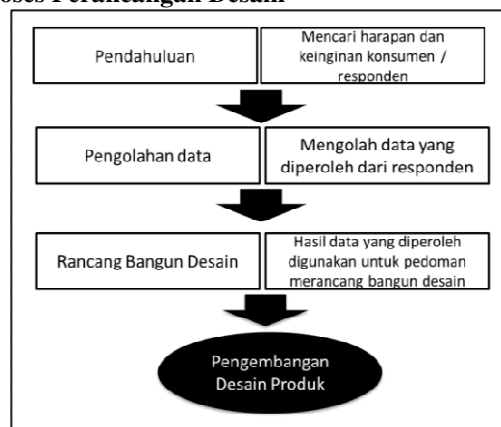 oses Perancangan Desain
Pendahuluan
Mencari harapan dan
keinginan konsumen /
responden
Pengolahan data
Mengolah data yang
diperoleh dari responden
Rancang Bangun Desain
Hasil data yang diperoleh
digunakan untuk pedoman
merancang bangun desain
Pengembangan
Desain Produk